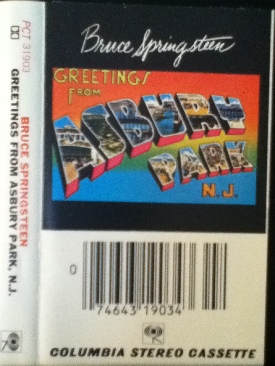 PCT 31903
BRUCE SPRINGSTEEN
GREETINGS FROM ASBURY PARK, N.J.
Bruce Springsteen
GREETINGS
FROM
ASBURY
PARK
N.J.
0
74643 19034
COLUMBIA STEREO CASSETTE